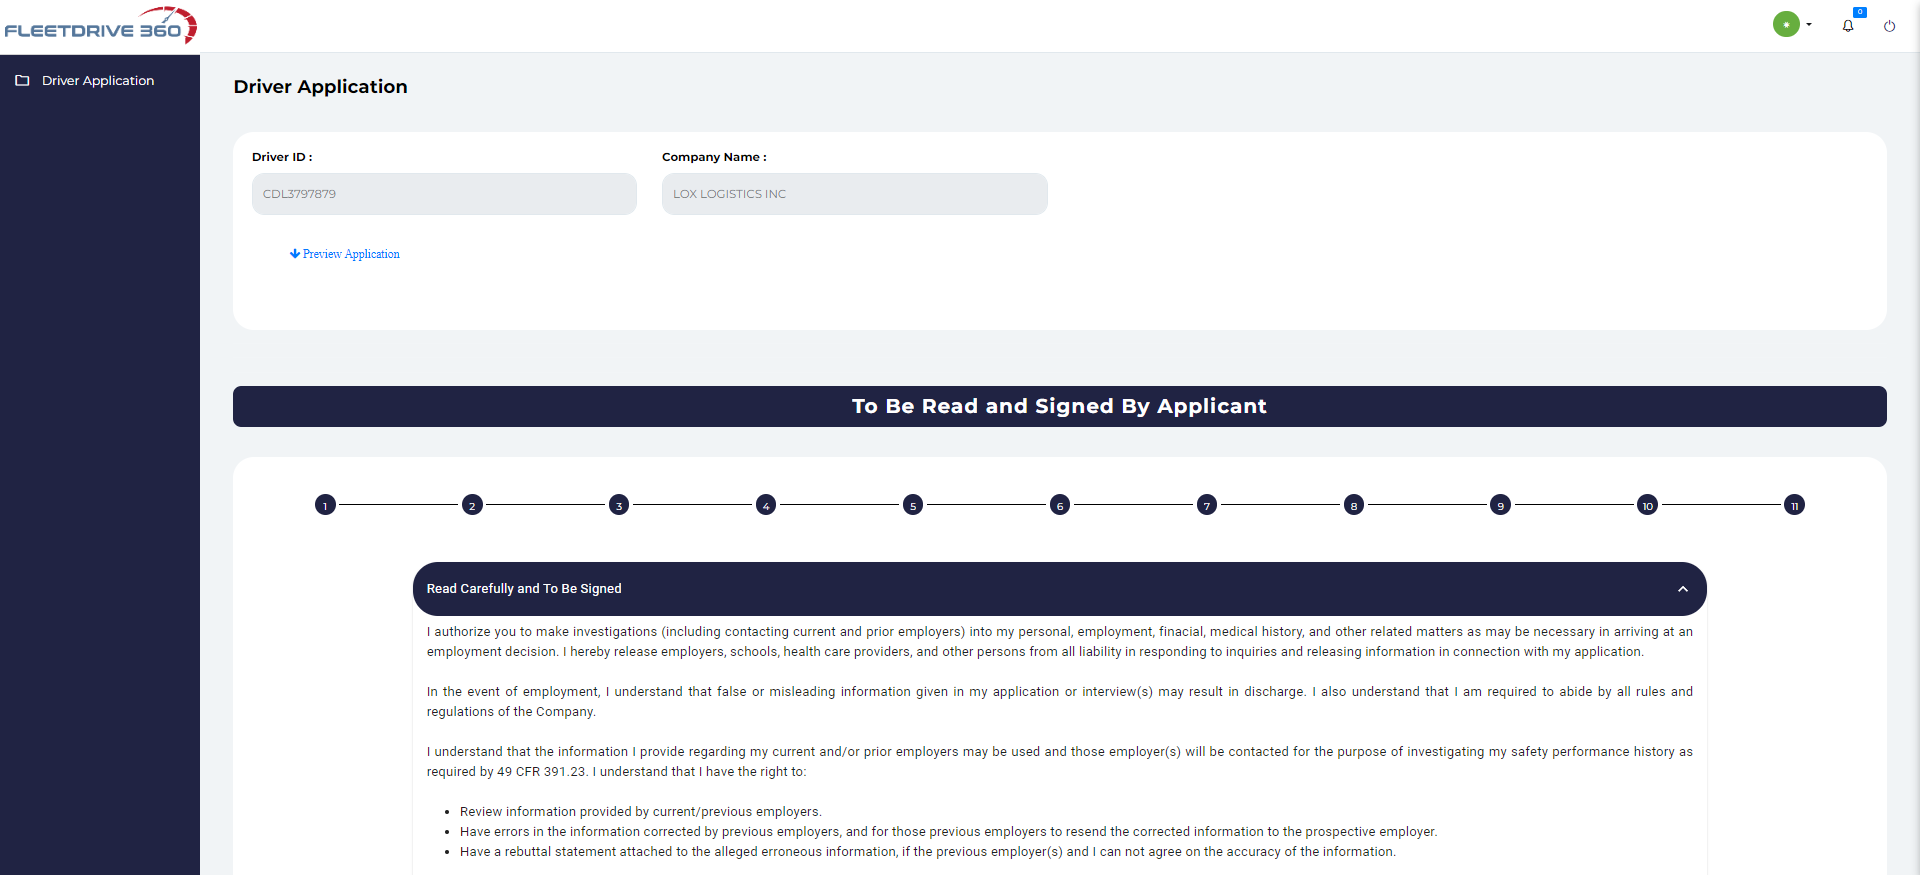 FLEETDRIVE 360
0
Driver Application
Driver Application
Driver ID :
Company Name :
CDL3797879
LOX LOGISTICS INC
Preview Application
To Be Read and Signed By Applicant
1 2 3 4 5 6 7 8 9 10 11
Read Carefully and To Be Signed
I authorize you to make investigations (including contacting current and prior employers) into my personal, employment, finacial, medical history, and other related matters as may be necessary in arriving at an
employment decision. I hereby release employers, schools, health care providers, and other persons from all liability in responding to inquiries and releasing information in connection with my application.
In the event of employment, I understand that false or misleading information given in my application or interview(s) may result in discharge. I also understand that I am required to abide by all rules and
regulations of the Company.
I understand that the information I provide regarding my current and/or prior employers may be used and those employer(s) will be contacted for the purpose of investigating my safety performance history as
required by 49 CFR 391.23. I understand that I have the right to:
• Review information provided by current/previous employers.
• Have errors in the information corrected by previous employers, and for those previous employers to resend the corrected information to the prospective employer.
• Have a rebuttal statement attached to the alleged erroneous information, if the previous employer(s) and I can not agree on the accuracy of the information.